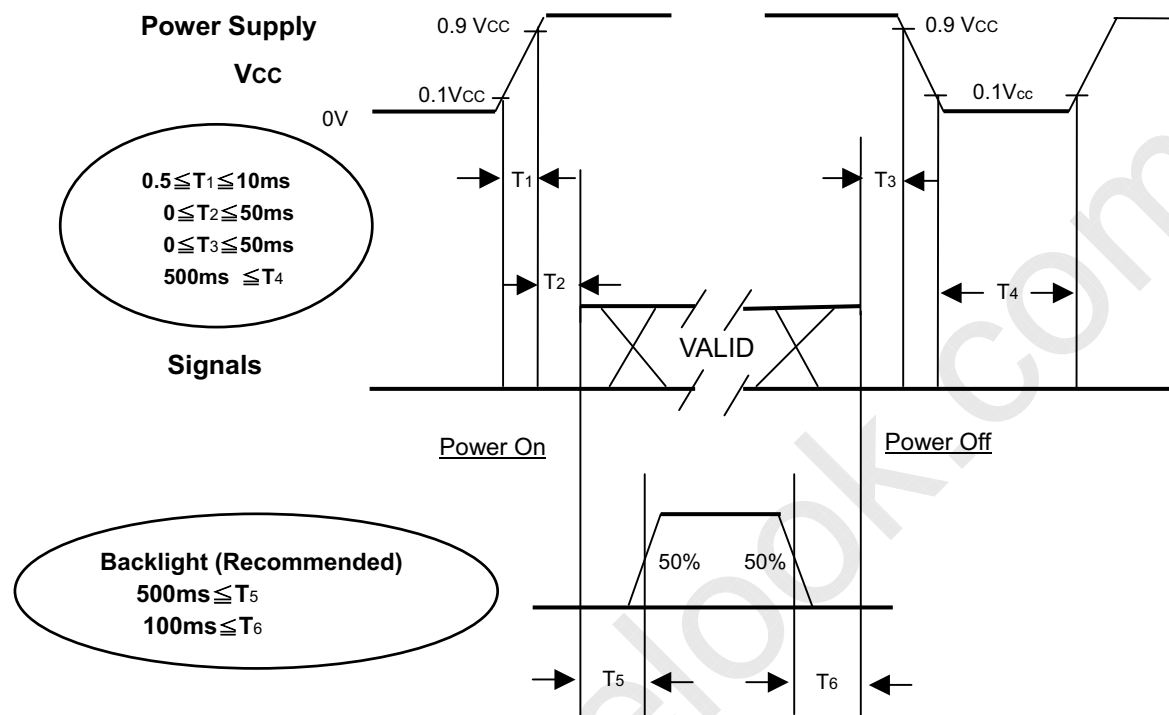 Power Supply
VCC
0.9 VCC
0.9 VCC
0.1VCC
0.1Vcc
0V
0.5≦T1≦10ms
0≦T2≦50ms
0≦T3≦50ms
500ms ≦T4
T1
T3
T2
T4
VALID
Signals
Power On
Power Off
Backlight (Recommended)
500ms≦T5
100ms≦T6
50%
50%
T5
T6
elook.com